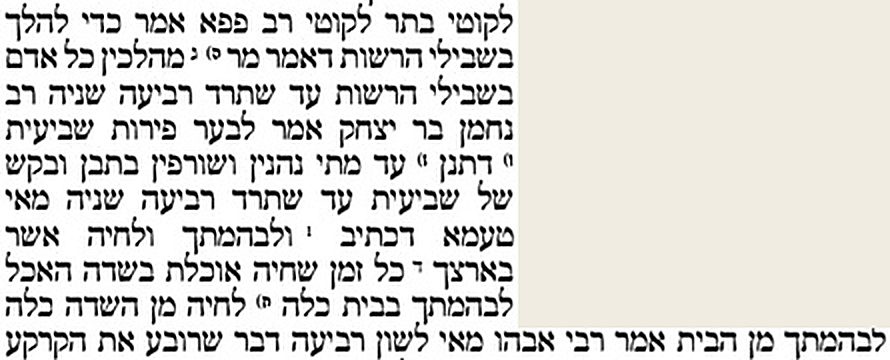 לקוטי בתר לקוטי רב פפא אמר כדי להלך
בשבילי הרשות דאמר מר כ) ג מהלכין כל אדם
בשבילי הרשות עד שתרד רביעה שניה רב
נחמן בר יצחק אמר לבער פירות שביעית
ו) דתנן ז) עד מתי נהנין ושורפין בתבן ובקש
של שביעית עד שתרד רביעה שניה מאי
טעמא דכתיב ז ולבהמתך ולחיה אשר
בארצך ד כל זמן שחיה אוכלת בשדה האכל
לבהמתך בבית כלה ח) לחיה מן השדה כלה
לבהמתך מן הבית אמר רבי אבהו מאי לשון רביעה דבר שרובע את הקרקע